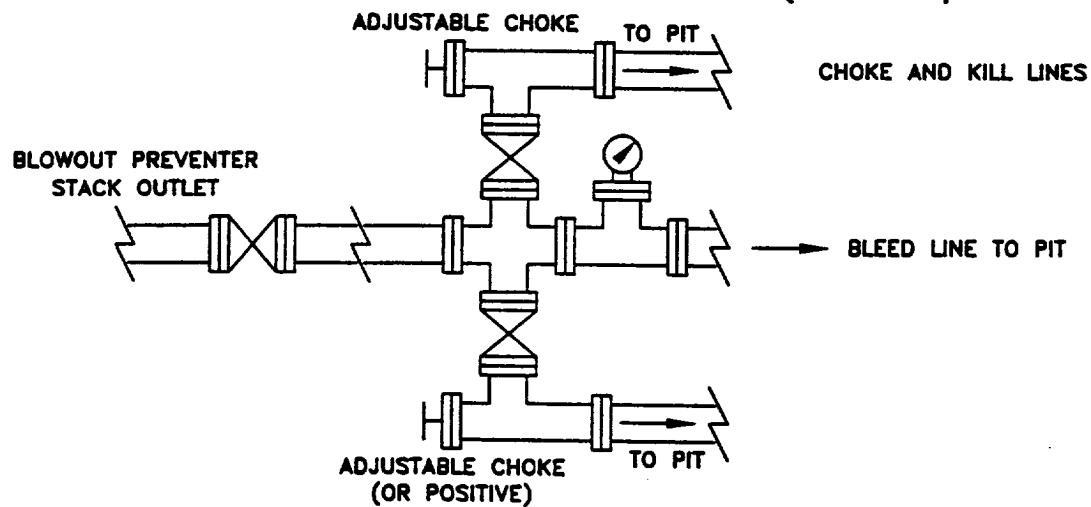 ADJUSTABLE CHOKE
TO PIT
CHOKE AND KILL LINES
BLOWOUT PREVENTER
STACK OUTLET
BLEED LINE TO PIT
ADJUSTABLE CHOKE
(OR POSITIVE)
TO PIT